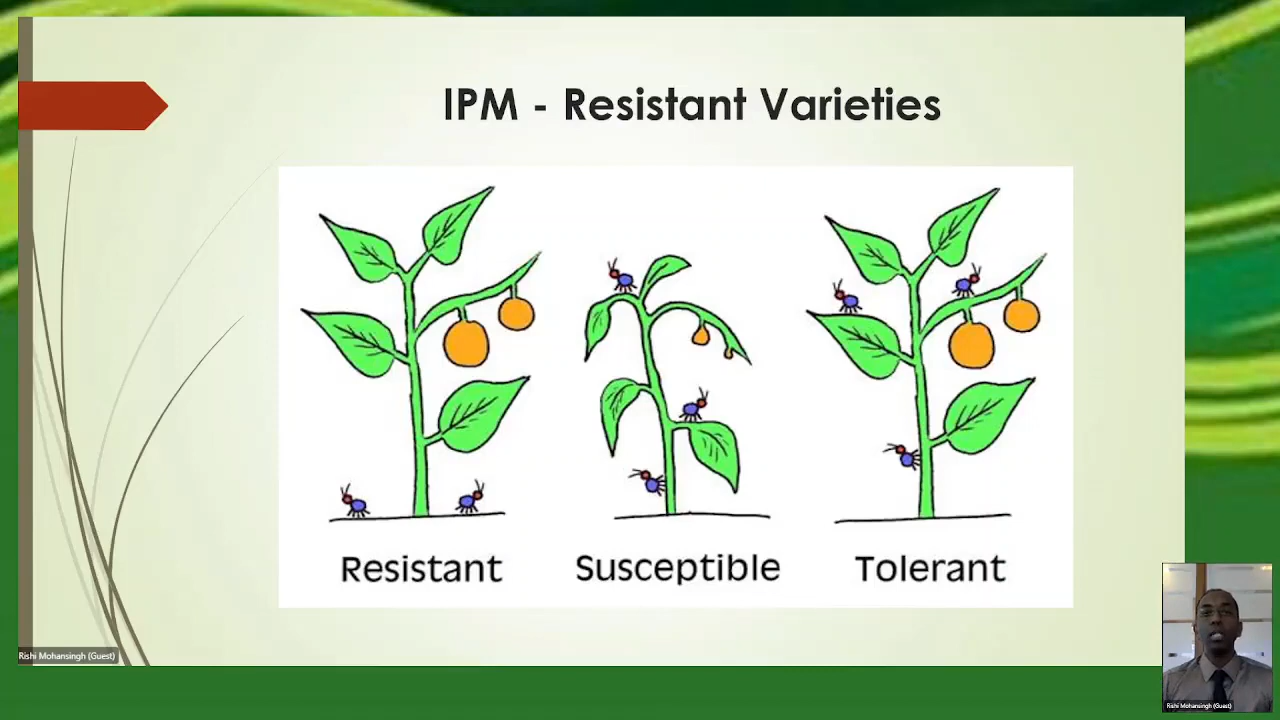 IPM - Resistant Varieties
Resistant
Susceptible
Tolerant
Rishi Mohansingh (Guest)
Rishi Mohansingh (Guest)